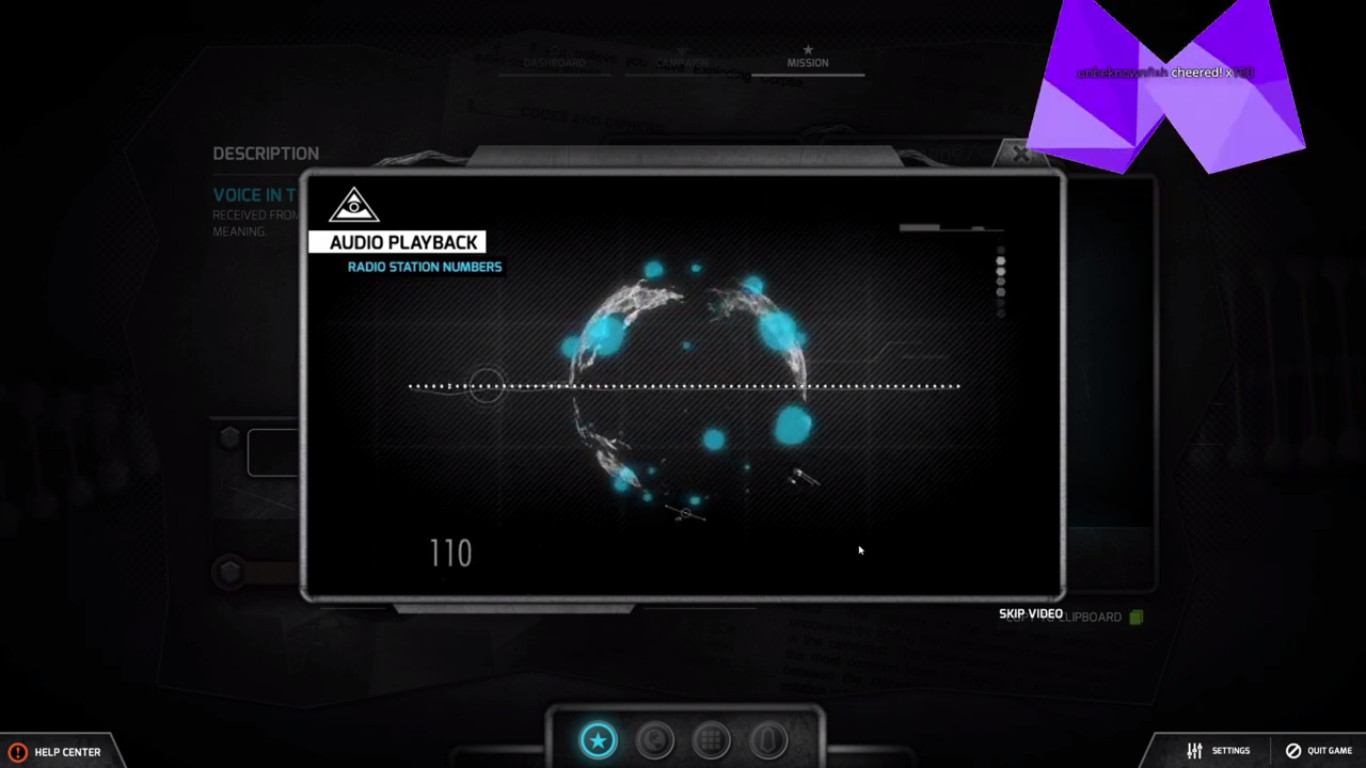 DASHBOARD
CAMPAIGN
MISSION
unbeknownfish cheered!
DESCRIPTION
VOICE IN T
RECEIVED FROM
MEANING.
AUDIO PLAYBACK
RADIO STATION NUMBERS
110
SKIP VIDEO
CLIPBOARD
HELP CENTER
SETTINGS
QUIT GAME